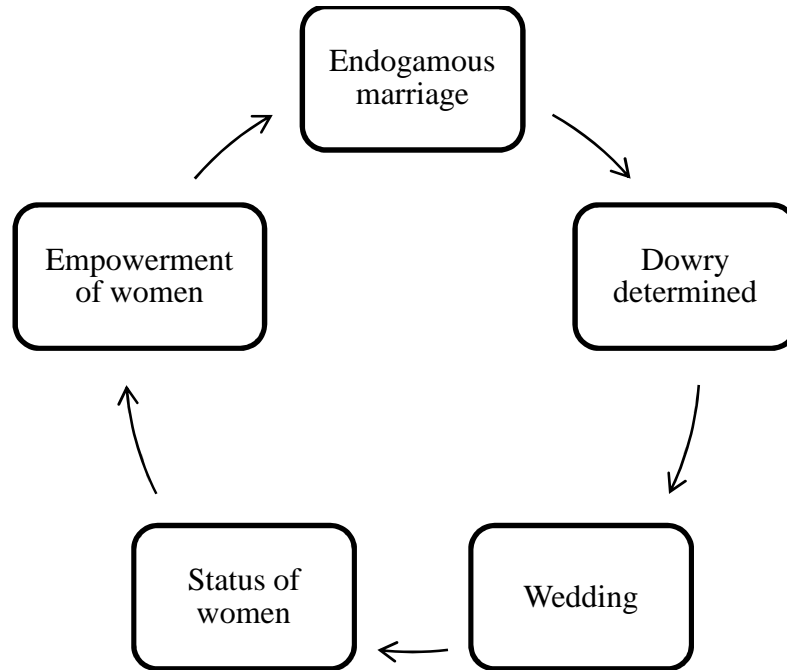 Endogamous
marriage
Dowry
determined
Wedding
Status of
women
Empowerment
of women